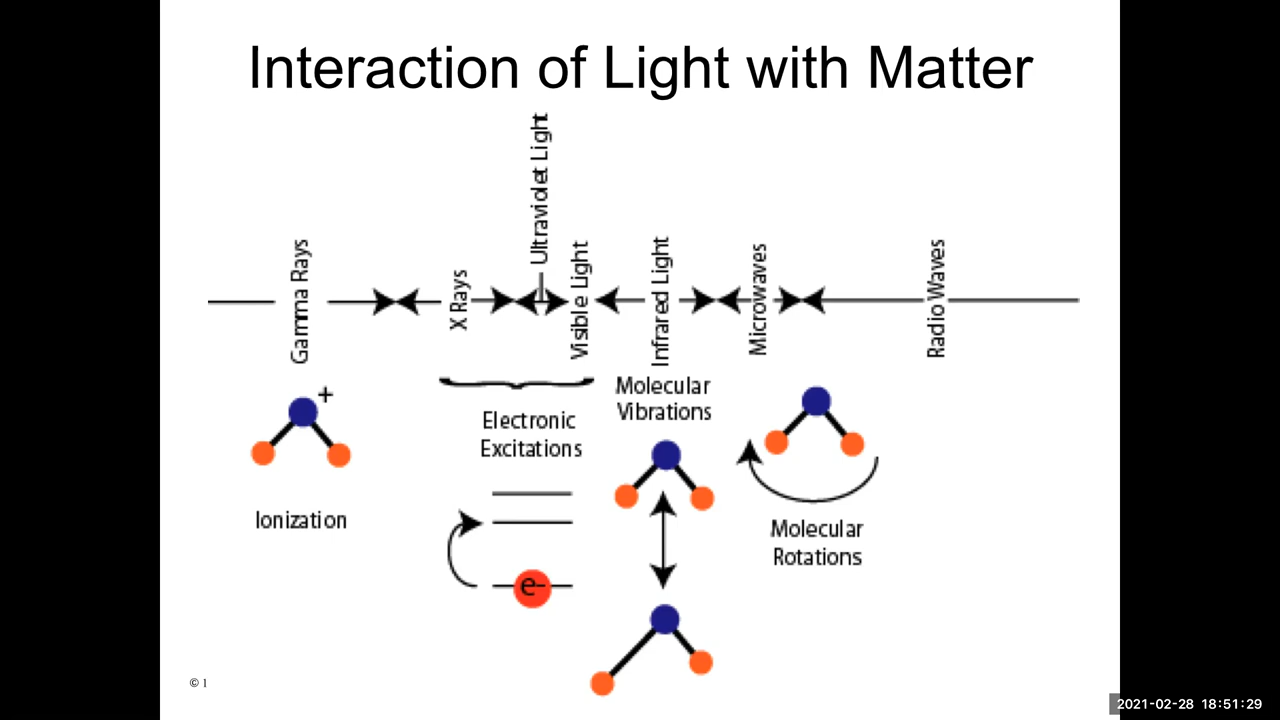 Interaction of Light with Matter
Gamma Rays
X Rays
Ultraviolet Light
Visible Light
Infrared Light
Microwaves
Radio Waves
+
Ionization
Electronic
Excitations
e-
Molecular
Vibrations
Molecular
Rotations
© 1
2021-02-28 18:51:29